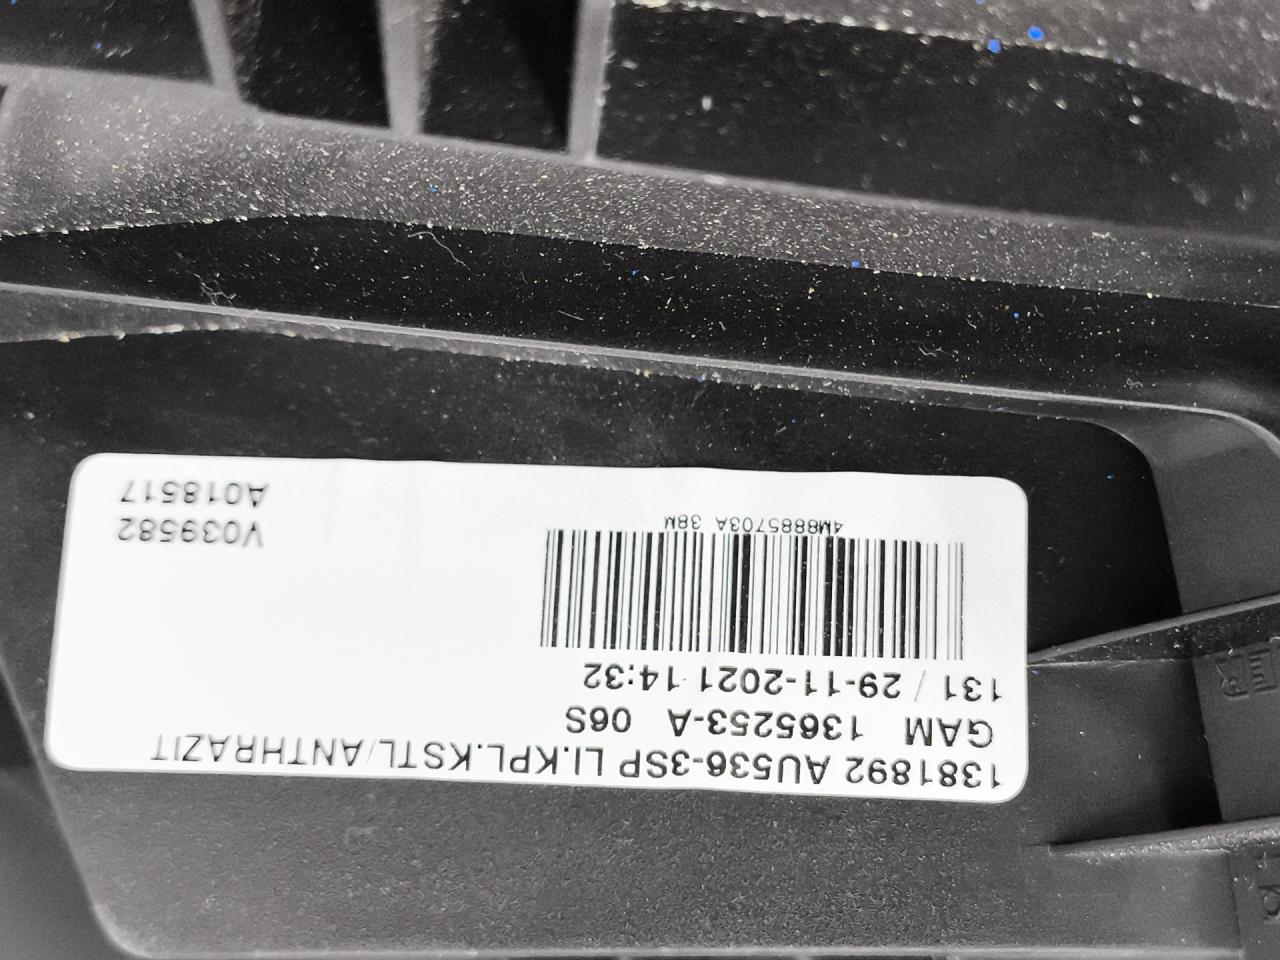 1381892 AU536-3SP LI.KPL.KSTL/ANTHRAZIT
GAM 1365253-A 06S
131 / 29-11-2021 14:32
4M8885703A 38M
V039582
A018517